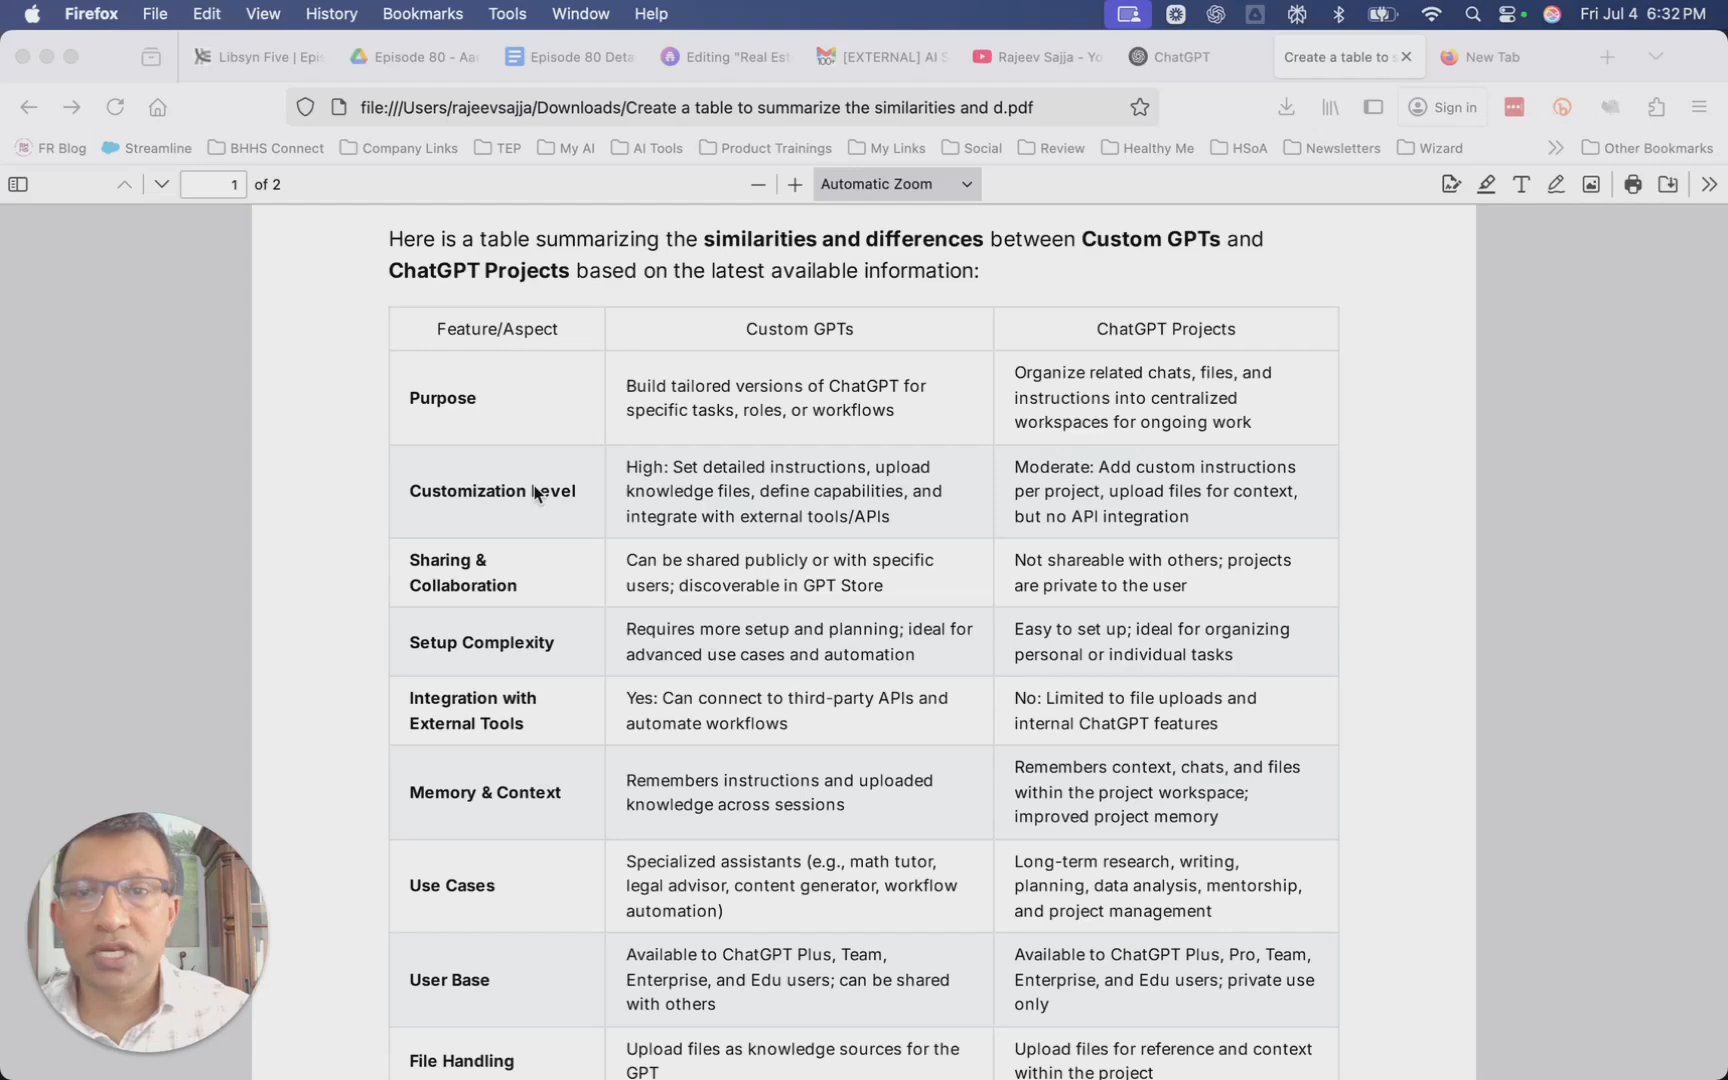 Firefox File Edit View History Bookmarks Tools Window Help Fri Jul 4 6:32 PM
Libsyn Five | Epi Episode 80 - Aa Episode 80 Deta Editing "Real Est [EXTERNAL] AI S Rajeev Sajja - Yo ChatGPT Create a table to s New Tab
file:///Users/rajeevsajja/Downloads/Create a table to summarize the similarities and d.pdf Sign in
FR Blog Streamline BHHS Connect Company Links TEP My AI AI Tools Product Trainings My Links Social Review Healthy Me HSoA Newsletters Wizard Other Bookmarks
1 of 2 Automatic Zoom
Here is a table summarizing the similarities and differences between Custom GPTs and
ChatGPT Projects based on the latest available information:
Feature/Aspect Custom GPTs ChatGPT Projects
Purpose
Build tailored versions of ChatGPT for
specific tasks, roles, or workflows
Organize related chats, files, and
instructions into centralized
workspaces for ongoing work
Customization Level
High: Set detailed instructions, upload
knowledge files, define capabilities, and
integrate with external tools/APIs
Moderate: Add custom instructions
per project, upload files for context,
but no API integration
Sharing &
Collaboration
Can be shared publicly or with specific
users; discoverable in GPT Store
Not shareable with others; projects
are private to the user
Setup Complexity
Requires more setup and planning; ideal for
advanced use cases and automation
Easy to set up; ideal for organizing
personal or individual tasks
Integration with
External Tools
Yes: Can connect to third-party APIs and
automate workflows
No: Limited to file uploads and
internal ChatGPT features
Memory & Context
Remembers instructions and uploaded
knowledge across sessions
Remembers context, chats, and files
within the project workspace;
improved project memory
Use Cases
Specialized assistants (e.g., math tutor,
legal advisor, content generator, workflow
automation)
Long-term research, writing,
planning, data analysis, mentorship,
and project management
User Base
Available to ChatGPT Plus, Team,
Enterprise, and Edu users; can be shared
with others
Available to ChatGPT Plus, Pro, Team,
Enterprise, and Edu users; private use
only
File Handling
Upload files as knowledge sources for the
GPT
Upload files for reference and context
within the project